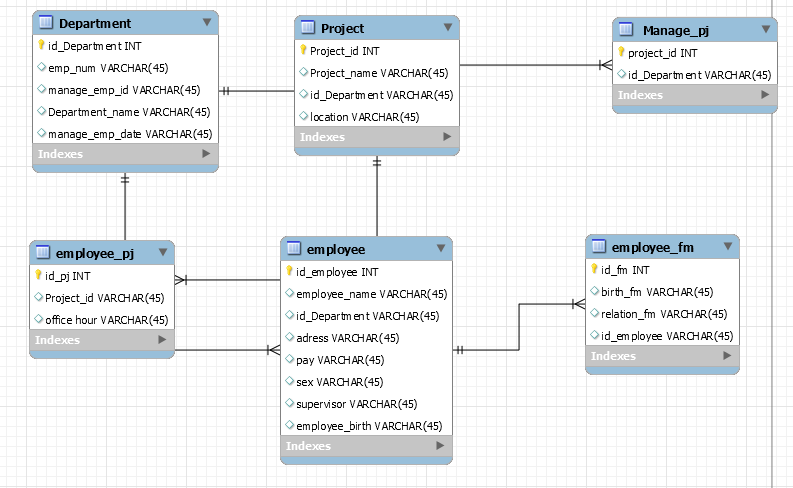 Department
id_Department INT
emp_num VARCHAR(45)
manage_emp_id VARCHAR(45)
Department_name VARCHAR(45)
manage_emp_date VARCHAR(45)
Indexes
Project
Project_id INT
Project_name VARCHAR(45)
id_Department VARCHAR(45)
location VARCHAR(45)
Indexes
Manage_pj
project_id INT
id_Department VARCHAR(45)
Indexes
employee_pj
id_pj INT
Project_id VARCHAR(45)
office hour VARCHAR(45)
Indexes
employee
id_employee INT
employee_name VARCHAR(45)
id_Department VARCHAR(45)
adress VARCHAR(45)
pay VARCHAR(45)
sex VARCHAR(45)
supervisor VARCHAR(45)
employee_birth VARCHAR(45)
Indexes
employee_fm
id_fm INT
birth_fm VARCHAR(45)
relation_fm VARCHAR(45)
id_employee VARCHAR(45)
Indexes